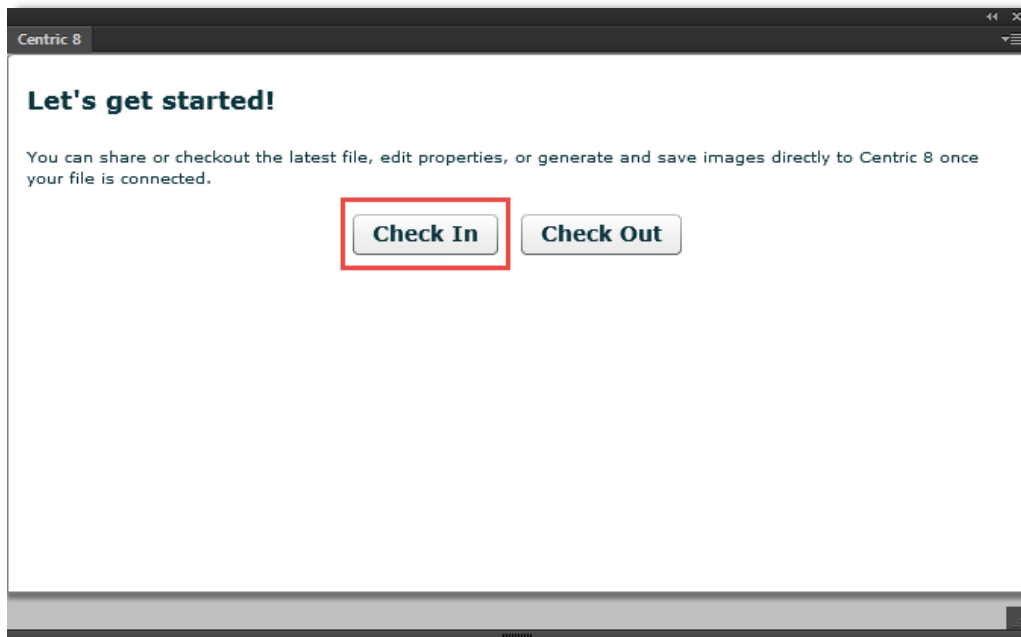 Centric 8
Let's get started!
You can share or checkout the latest file, edit properties, or generate and save images directly to Centric 8 once
your file is connected.
Check In Check Out